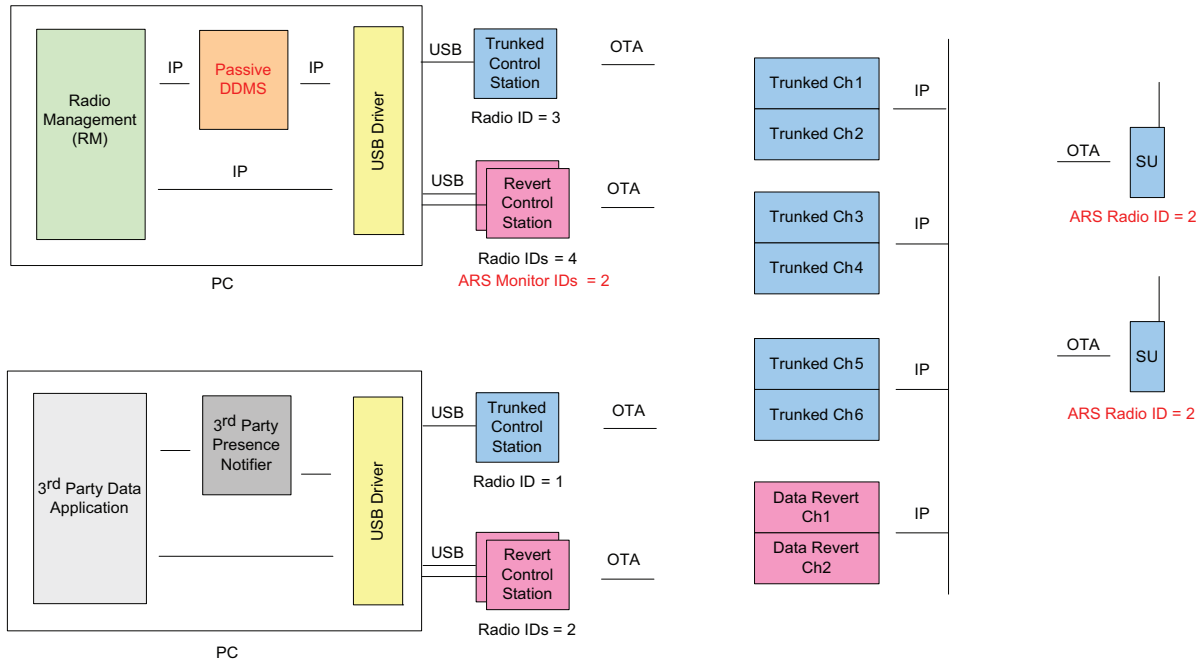 Radio
Management
(RM)
IP
Passive
DDMS
IP
IP
USB Driver
PC
USB
Trunked
Control
Station
Radio ID = 3
OTA
USB
Revert
Control
Station
Radio IDs = 4
ARS Monitor IDs = 2
OTA
3rd Party Data
Application
3rd Party
Presence
Notifier
USB Driver
PC
USB
Trunked
Control
Station
Radio ID = 1
OTA
USB
Revert
Control
Station
Radio IDs = 2
OTA
Trunked Ch1
Trunked Ch2
IP
Trunked Ch3
Trunked Ch4
IP
Trunked Ch5
Trunked Ch6
IP
Data Revert
Ch1
Data Revert
Ch2
IP
OTA
SU
ARS Radio ID = 2
OTA
SU
ARS Radio ID = 2